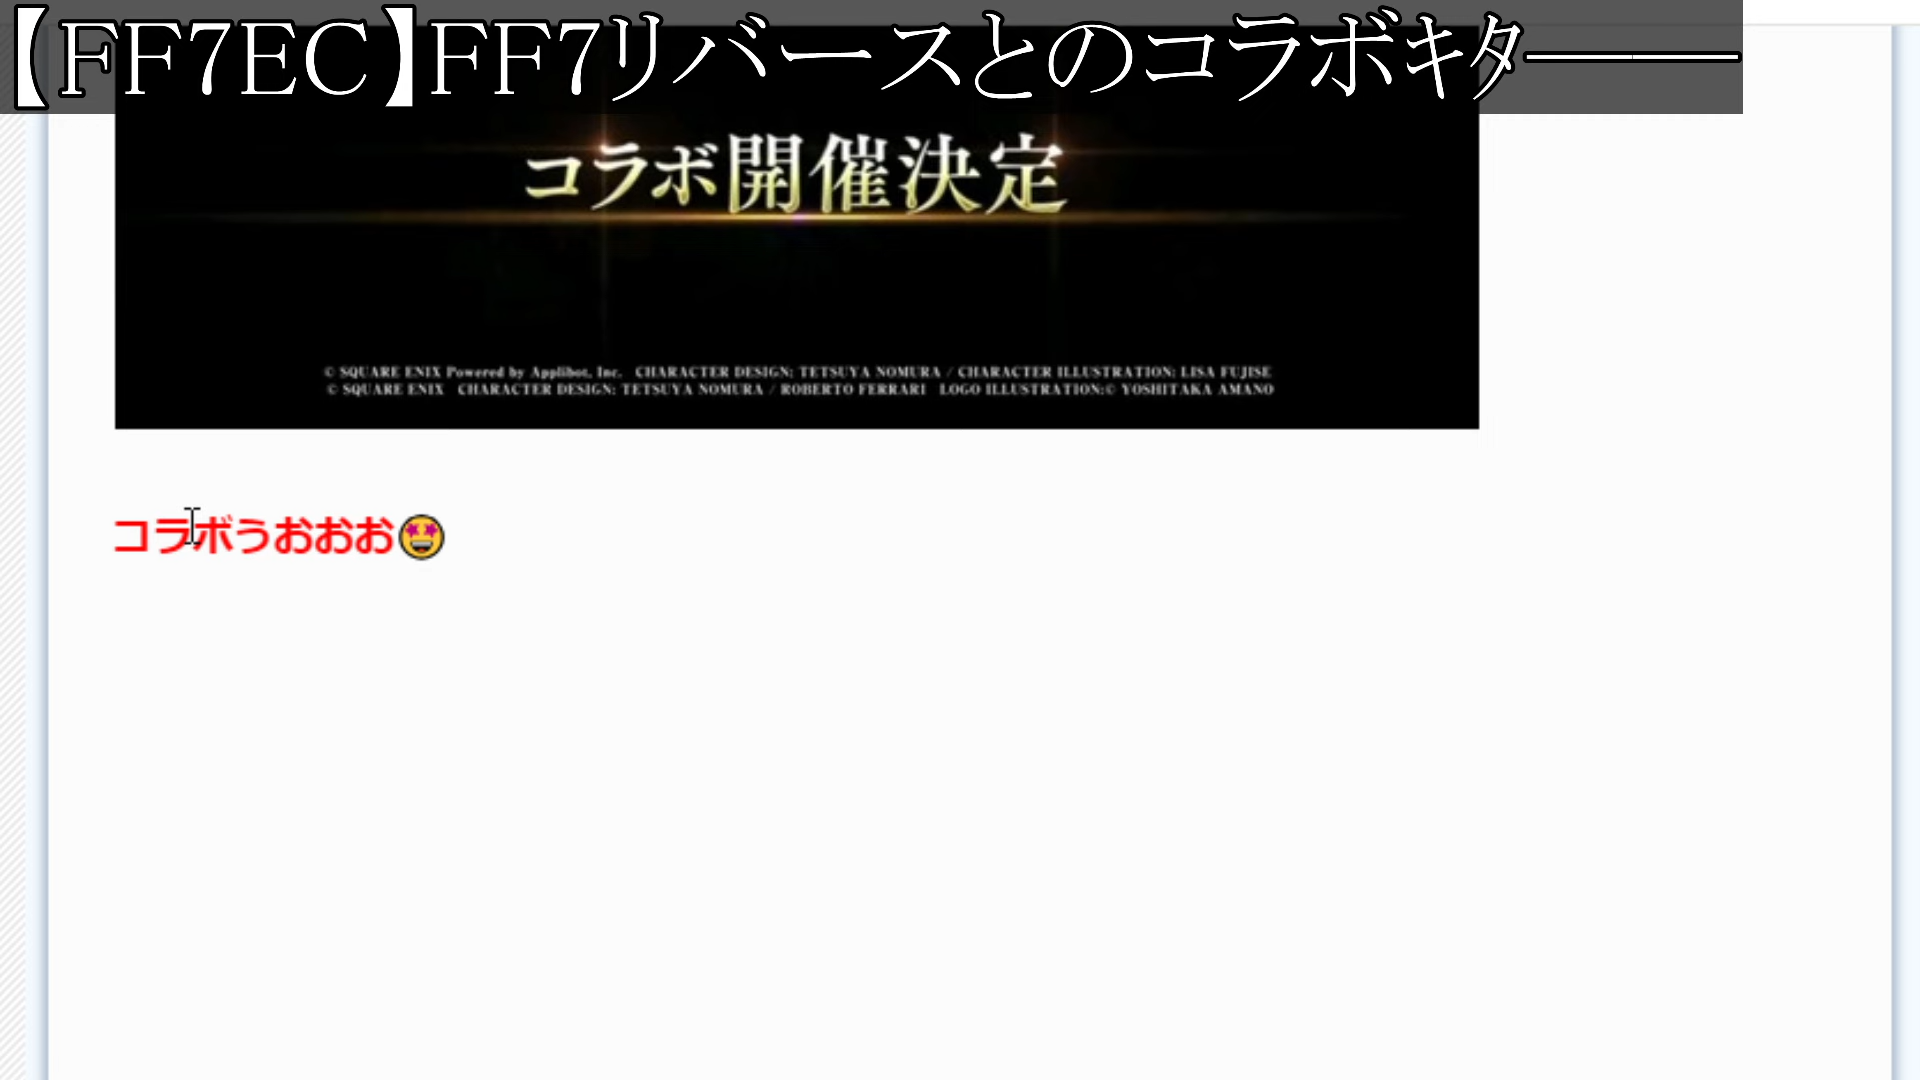 【FF7EC】FF7リバースとのコラボｷﾀ――
コラボ開催決定
© SQUARE ENIX Powered by Applibot, Inc. CHARACTER DESIGN: TETSUYA NOMURA / CHARACTER ILLUSTRATION: LISA FUJISE
© SQUARE ENIX CHARACTER DESIGN: TETSUYA NOMURA / ROBERTO FERRARI LOGO ILLUSTRATION:© YOSHITAKA AMANO
コラボうおおお🤩